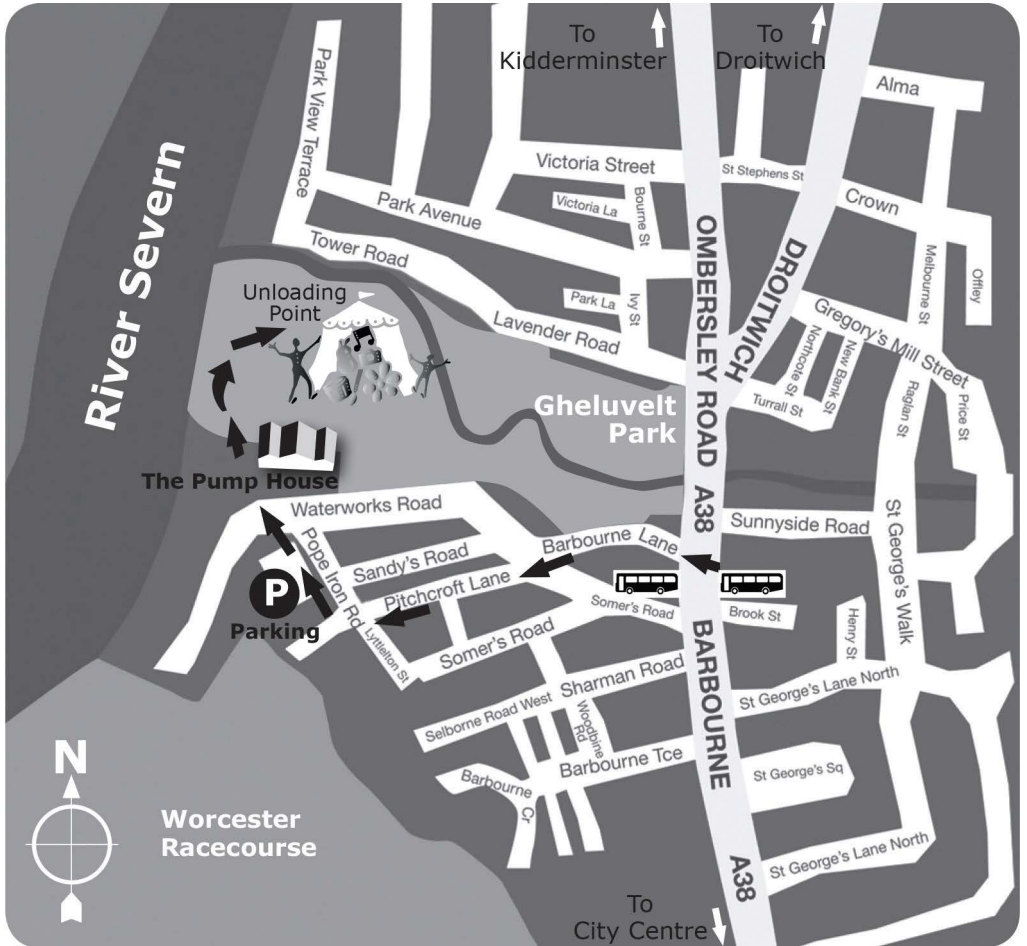 To
Kidderminster
To
Droitwich
Alma
Park View Terrace
River Severn
Victoria Street
St Stephens St
Victoria La
Bourne St
Crown
Park Avenue
Tower Road
OMBERSLEY ROAD A38
DROITWICH
Melbourne St
Offley
Unloading
Point
Park La
Ivy St
Lavender Road
Gregory's Mill Street
Northcote St
New Bank St
Raglan St
Price St
Turrall St
Gheluvelt
Park
The Pump House
Waterworks Road
Sunnyside Road
St George's Walk
Barbourne Lane
Pope Iron Rd
Sandy's Road
Pitchcroft Lane
P
Parking
Lyttlelton St
Somer's Road
Somer's Road
Brook St
Henry St
BARBOURNE
Sharman Road
St George's Lane North
Selborne Road West
Woodbine
Rd
Barbourne Tce
St George's Sq
Barbourne Cr
N
Worcester
Racecourse
St George's Lane North
A38
To
City Centre